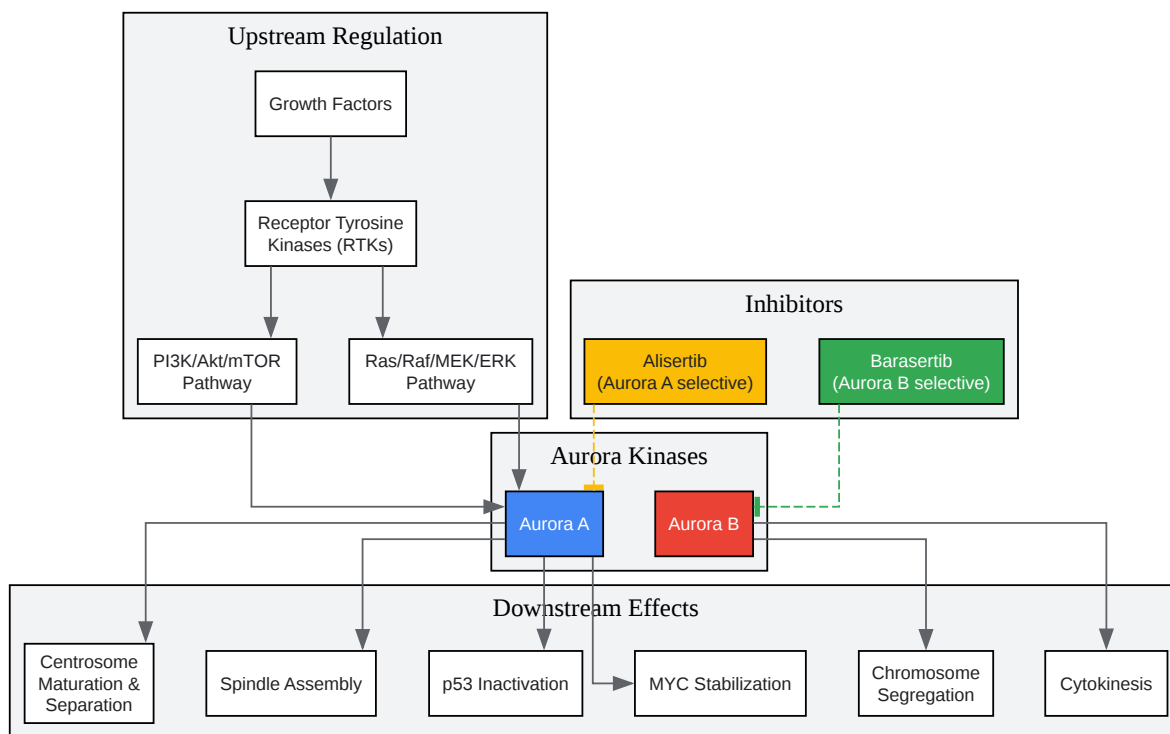 Upstream Regulation
Growth Factors
Receptor Tyrosine
Kinases (RTKs)
PI3K/Akt/mTOR
Pathway
Ras/Raf/MEK/ERK
Pathway
Inhibitors
Alisertib
(Aurora A selective)
Barasertib
(Aurora B selective)
Aurora Kinases
Aurora A
Aurora B
Downstream Effects
Centrosome
Maturation &
Separation
Spindle Assembly
p53 Inactivation
MYC Stabilization
Chromosome
Segregation
Cytokinesis